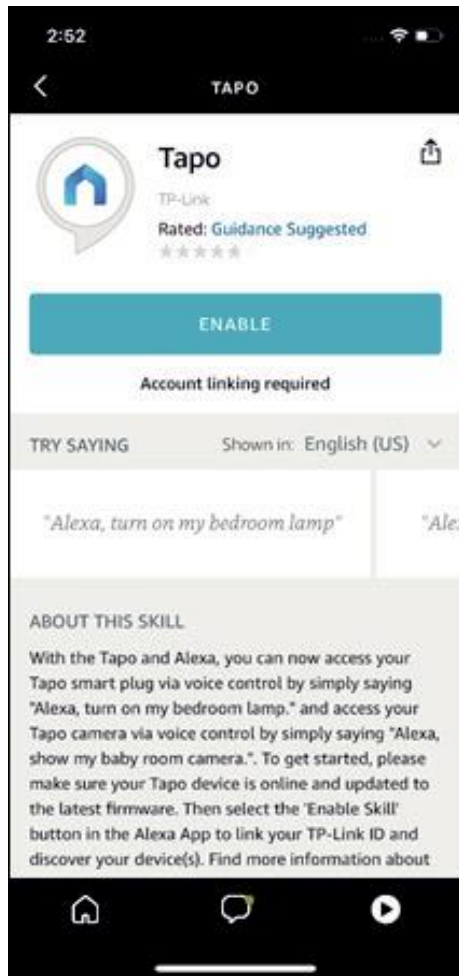 2:52
TAPO
Tapo
TP-Link
Rated: Guidance Suggested
ENABLE
Account linking required
TRY SAYING Shown in: English (US)
"Alexa, turn on my bedroom lamp" "Ale
ABOUT THIS SKILL
With the Tapo and Alexa, you can now access your
Tapo smart plug via voice control by simply saying
"Alexa, turn on my bedroom lamp." and access your
Tapo camera via voice control by simply saying "Alexa,
show my baby room camera.". To get started, please
make sure your Tapo device is online and updated to
the latest firmware. Then select the 'Enable Skill'
button in the Alexa App to link your TP-Link ID and
discover your device(s). Find more information about